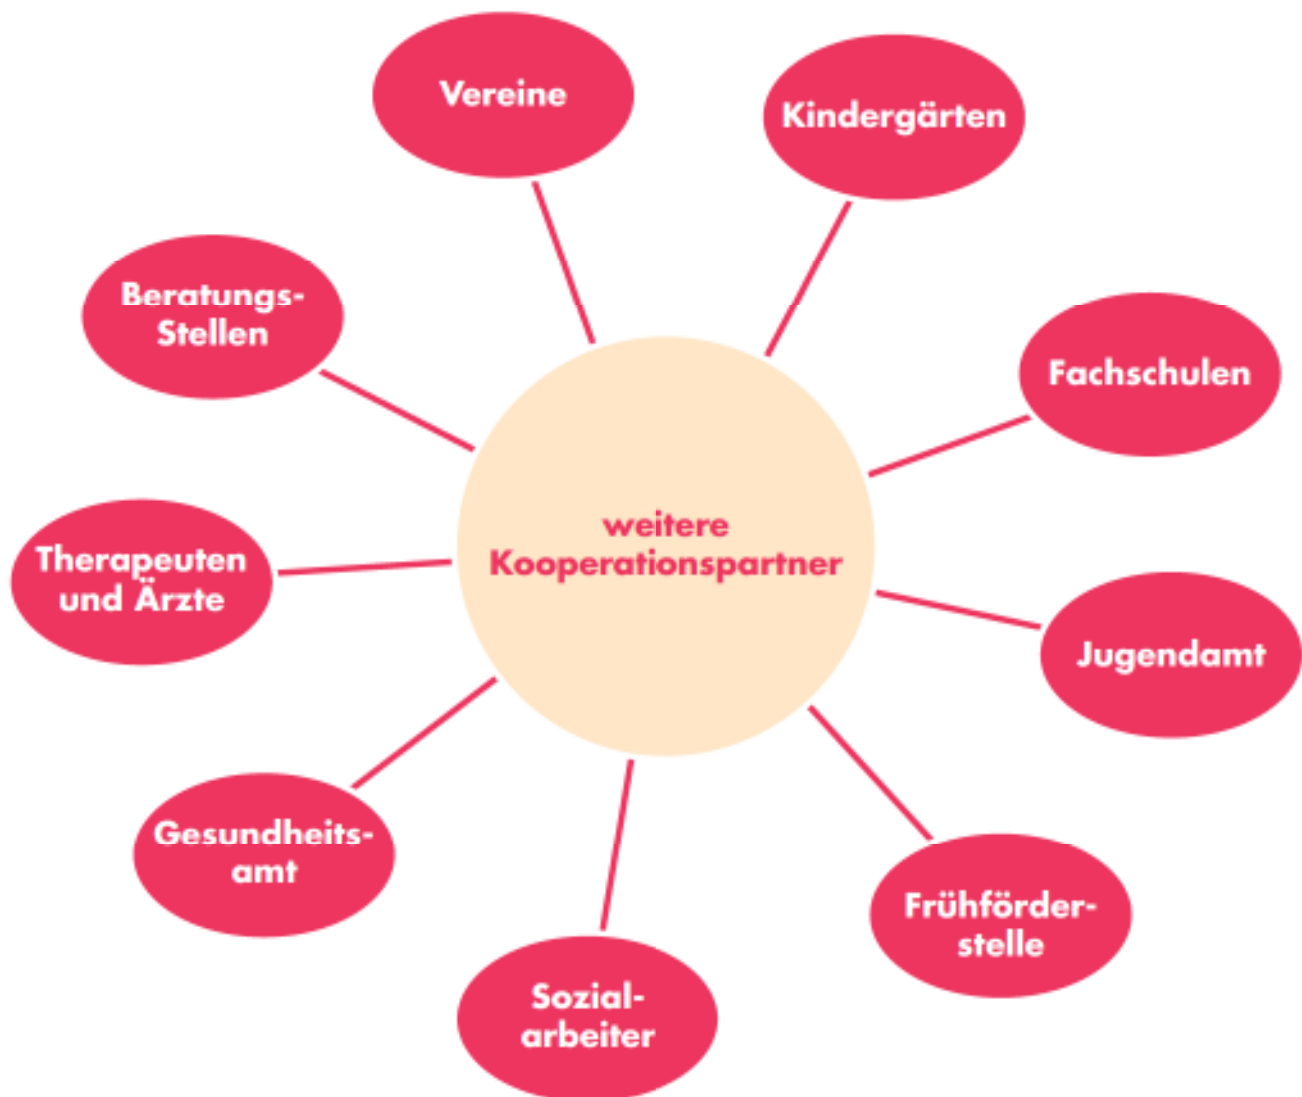 Vereine
Kindergärten
Beratungs-
Stellen
Fachschulen
weitere
Kooperationspartner
Therapeuten
und Ärzte
Jugendamt
Gesundheits-
amt
Frühförder-
stelle
Sozial-
arbeiter